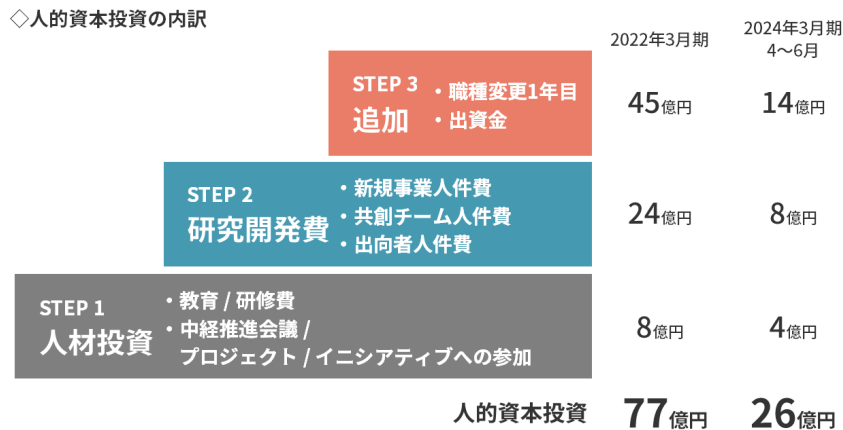 ◇人的資本投資の内訳
2022年3月期
2024年3月期
4〜6月
STEP 3
追加
・職種変更1年目
・出資金
45億円
14億円
STEP 2
研究開発費
・新規事業人件費
・共創チーム人件費
・出向者人件費
24億円
8億円
STEP 1
人材投資
・教育 / 研修費
・中経推進会議 /
プロジェクト / イニシアティブへの参加
8億円
4億円
人的資本投資
77億円
26億円